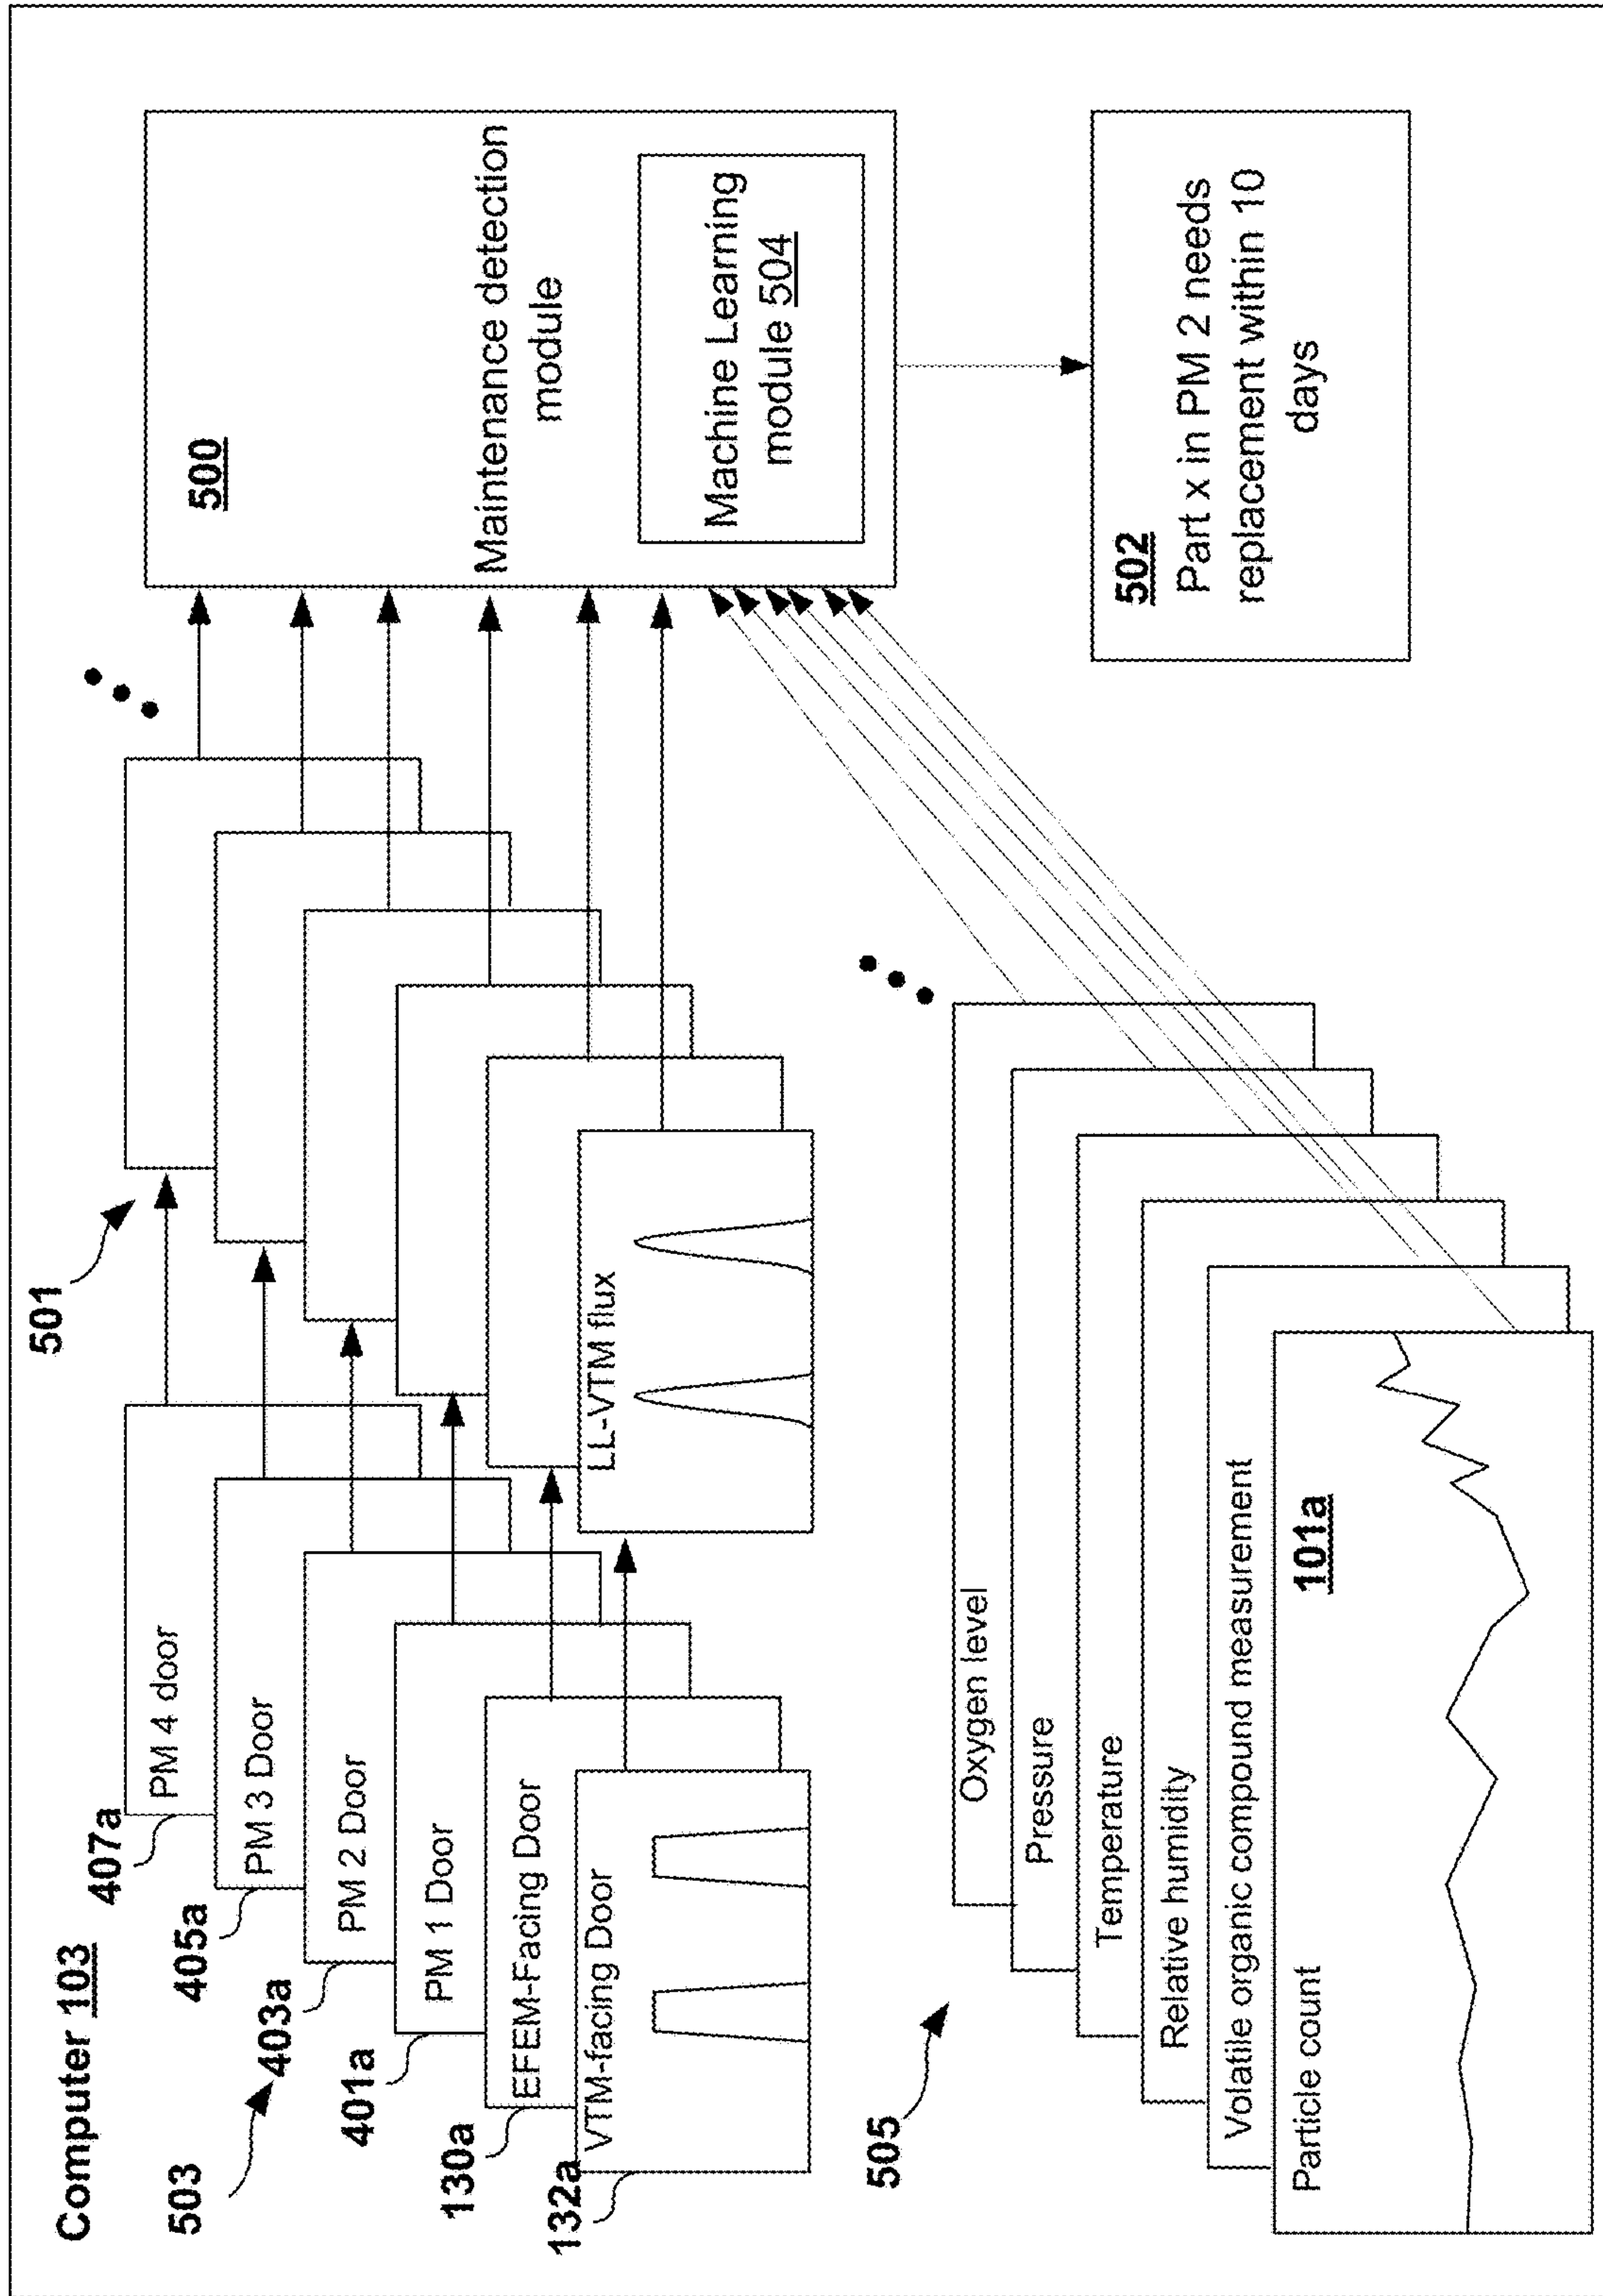 Computer 103
503
407a
PM 4 door
405a
PM 3 Door
403a
PM 2 Door
401a
PM 1 Door
130a
EFEM-Facing Door
132a
VTM-facing Door
501
LL-VTM flux
500
Maintenance detection
module
Machine Learning
module 504
502
Part x in PM 2 needs
replacement within 10
days
505
Oxygen level
Pressure
Temperature
Relative humidity
Volatile organic compound measurement
Particle count
101a